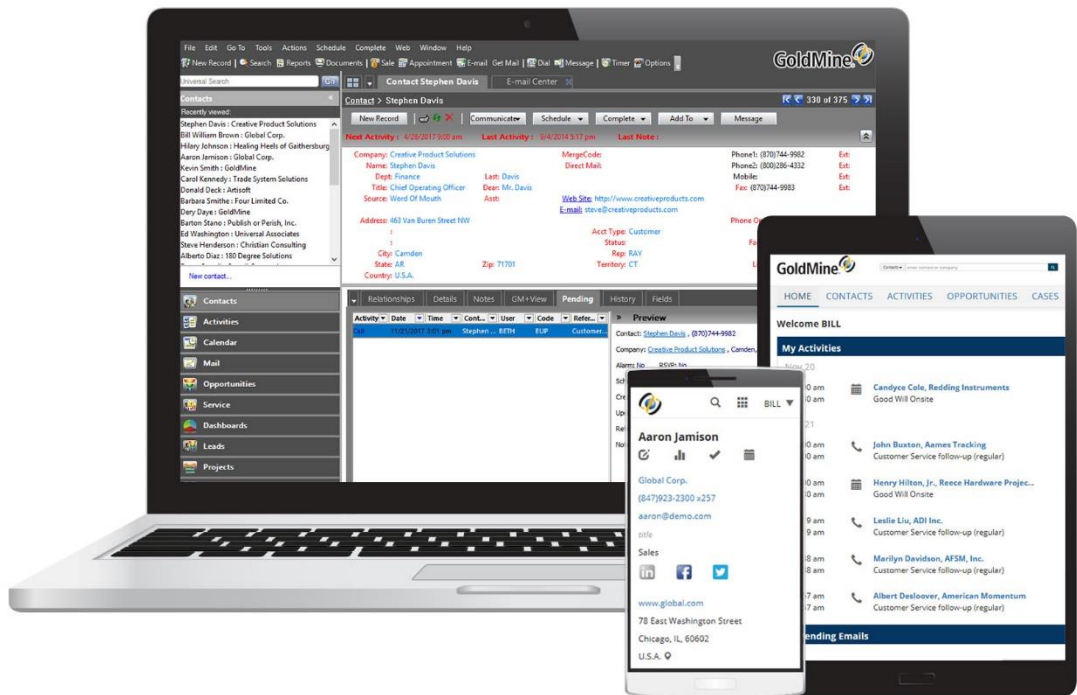 File Edit Go To Tools Actions Schedule Complete Web Window Help
New Record Search Reports Documents Sale Appointment E-mail Get Mail Dial Message Timer Options
GoldMine
Universal Search Go
Contact Stephen Davis E-mail Center
Contacts
Contact > Stephen Davis 330 of 375
Recently viewed:
Stephen Davis : Creative Product Solutions
Bill William Brown : Global Corp.
Hilary Johnson : Healing Heels of Gaithersburg
Aaron Jamison : Global Corp.
Kevin Smith : GoldMine
Carol Kennedy : Trade System Solutions
Donald Deck : Artisoft
Barbara Smithe : Four Limited Co.
Dery Daye : GoldMine
Barton Stano : Publish or Perish, Inc.
Ed Washington : Universal Associates
Steve Henderson : Christian Consulting
Alberto Diaz : 180 Degree Solutions
New contact...
Contacts
Activities
Calendar
Mail
Opportunities
Service
Dashboards
Leads
Projects
New Record Communicate Schedule Complete Add To Message
Next Activity : 4/28/2017 9:00 am Last Activity : 9/4/2014 5:17 pm Last Note :
Company: Creative Product Solutions MergeCode: Phone1: (870)744-9982 Ext:
Name: Stephen Davis Direct Mail: Phone2: (800)286-4332 Ext:
Dept: Finance Last: Davis Mobile: Ext:
Title: Chief Operating Officer Dear: Mr. Davis Fax: (870)744-9983 Ext:
Source: Word Of Mouth Asst: Web Site: http://www.creativeproducts.com
E-mail: steve@creativeproducts.com
Address: 463 Van Buren Street NW Phone
: Acct Type: Customer
: Status:
City: Camden Rep: RAY
State: AR Zip: 71701 Territory: CT
Country: U.S.A.
Relationships Details Notes GM+View Pending History Fields
Activity Date Time Cont... User Code Refer...
Call 11/21/2017 3:01 pm Stephen ... BETH EUP Customer...
» Preview
Contact: Stephen Davis , (870)744-9982
Company: Creative Product Solutions , Camden,
Alarm: No RSVP: No
GoldMine
Contacts enter contact or company
HOME CONTACTS ACTIVITIES OPPORTUNITIES CASES
Welcome BILL
My Activities
Nov 20
Candyce Cole, Redding Instruments
Good Will Onsite
21
John Buxton, Aames Tracking
Customer Service follow-up (regular)
Henry Hilton, Jr., Reece Hardware Projec...
Good Will Onsite
Leslie Liu, ADI Inc.
Customer Service follow-up (regular)
Marilyn Davidson, AFSM, Inc.
Customer Service follow-up (regular)
Albert Desloover, American Momentum
Customer Service follow-up (regular)
ending Emails
BILL
Aaron Jamison
Global Corp.
(847)923-2300 x257
aaron@demo.com
title
Sales
in f
www.global.com
78 East Washington Street
Chicago, IL, 60602
U.S.A.